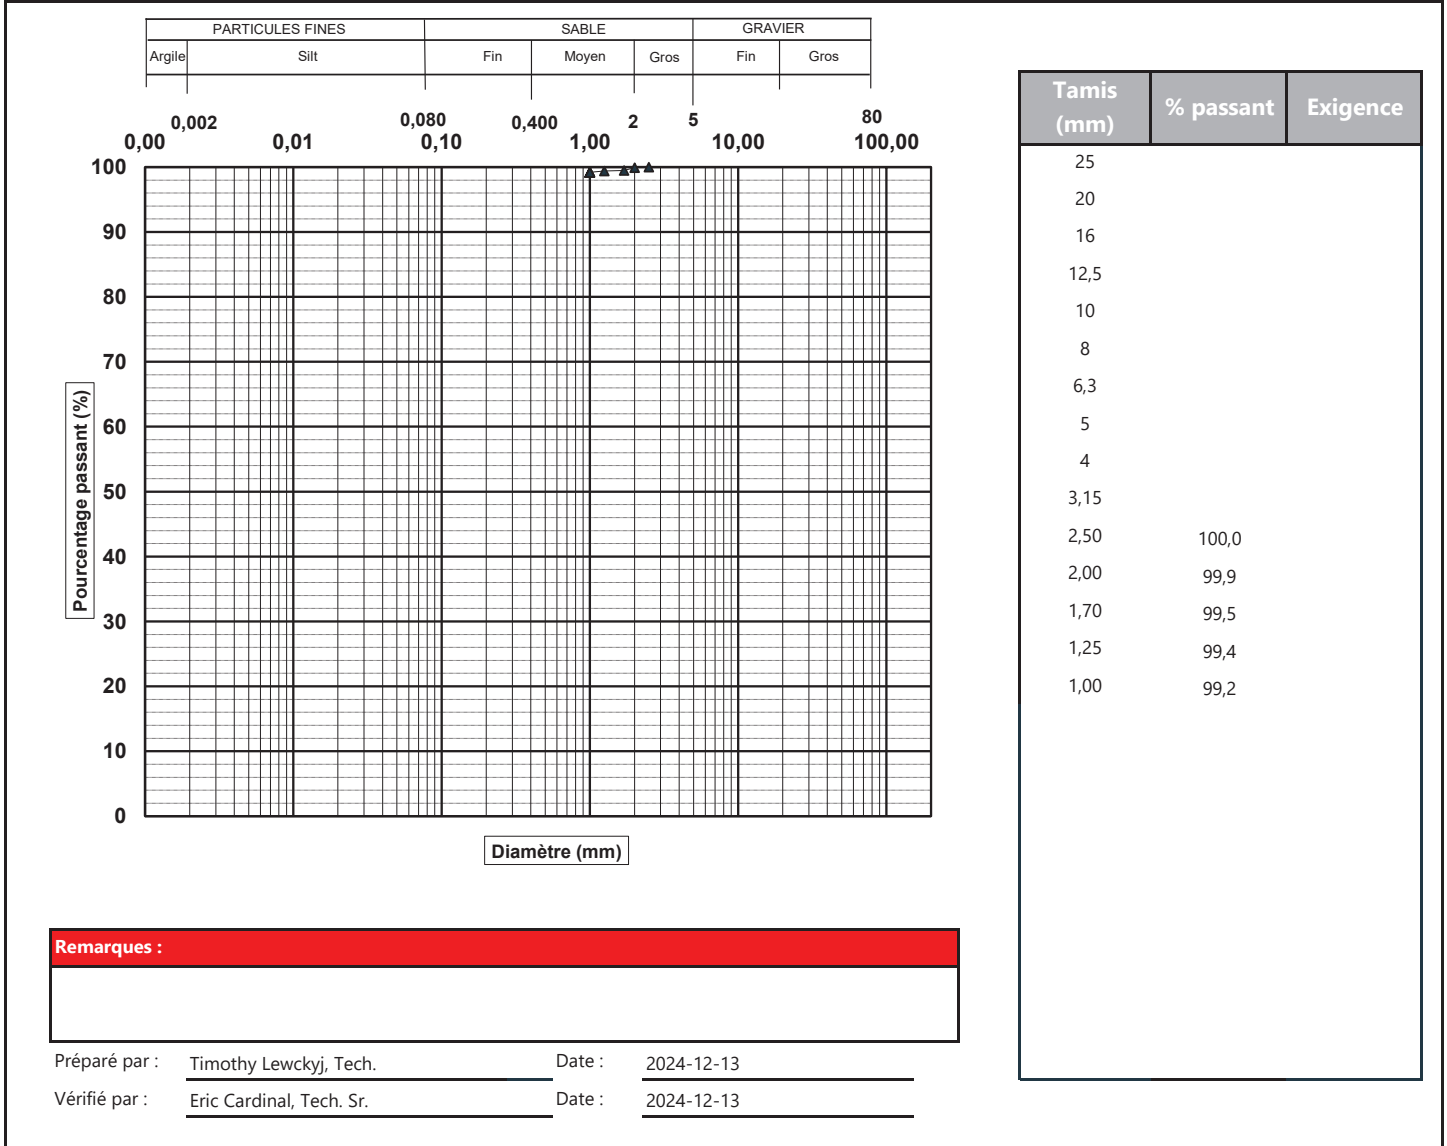 PARTICULES FINES SABLE GRAVIER
Argile Silt Fin Moyen Gros Fin Gros
0,002 0,080 0,400 2 5 80
0,00 0,01 0,10 1,00 10,00 100,00
100
90
80
70
60
50
40
30
20
10
0
Pourcentage passant (%)
Diamètre (mm)
Tamis (mm) % passant Exigence
25
20
16
12,5
10
8
6,3
5
4
3,15
2,50 100,0
2,00 99,9
1,70 99,5
1,25 99,4
1,00 99,2
Remarques :
Préparé par : Timothy Lewckyj, Tech. Date : 2024-12-13
Vérifié par : Eric Cardinal, Tech. Sr. Date : 2024-12-13